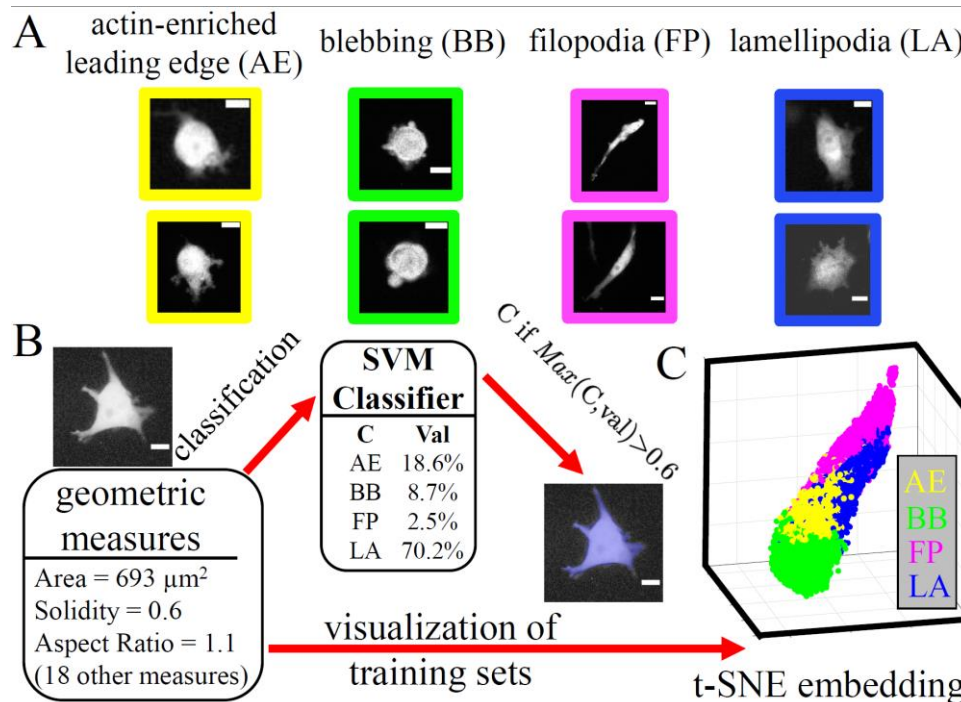 A
actin-enriched
leading edge (AE)
blebbing (BB)
filopodia (FP)
lamellipodia (LA)
B
classification
geometric
measures
Area = 693 μm²
Solidity = 0.6
Aspect Ratio = 1.1
(18 other measures)
SVM
Classifier
C Val
AE 18.6%
BB 8.7%
FP 2.5%
LA 70.2%
C if Max(C,val)>0.6
visualization of
training sets
C
AE
BB
FP
LA
t-SNE embedding